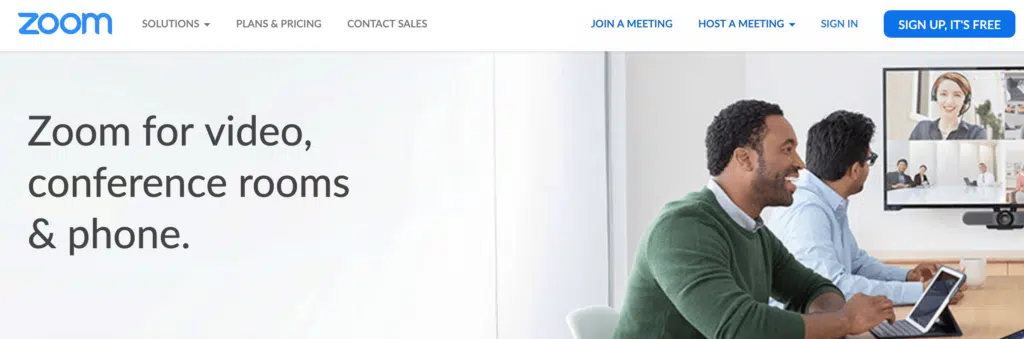 zoom
SOLUTIONS
PLANS & PRICING
CONTACT SALES
JOIN A MEETING
HOST A MEETING
SIGN IN
SIGN UP, IT'S FREE
Zoom for video,
conference rooms
& phone.